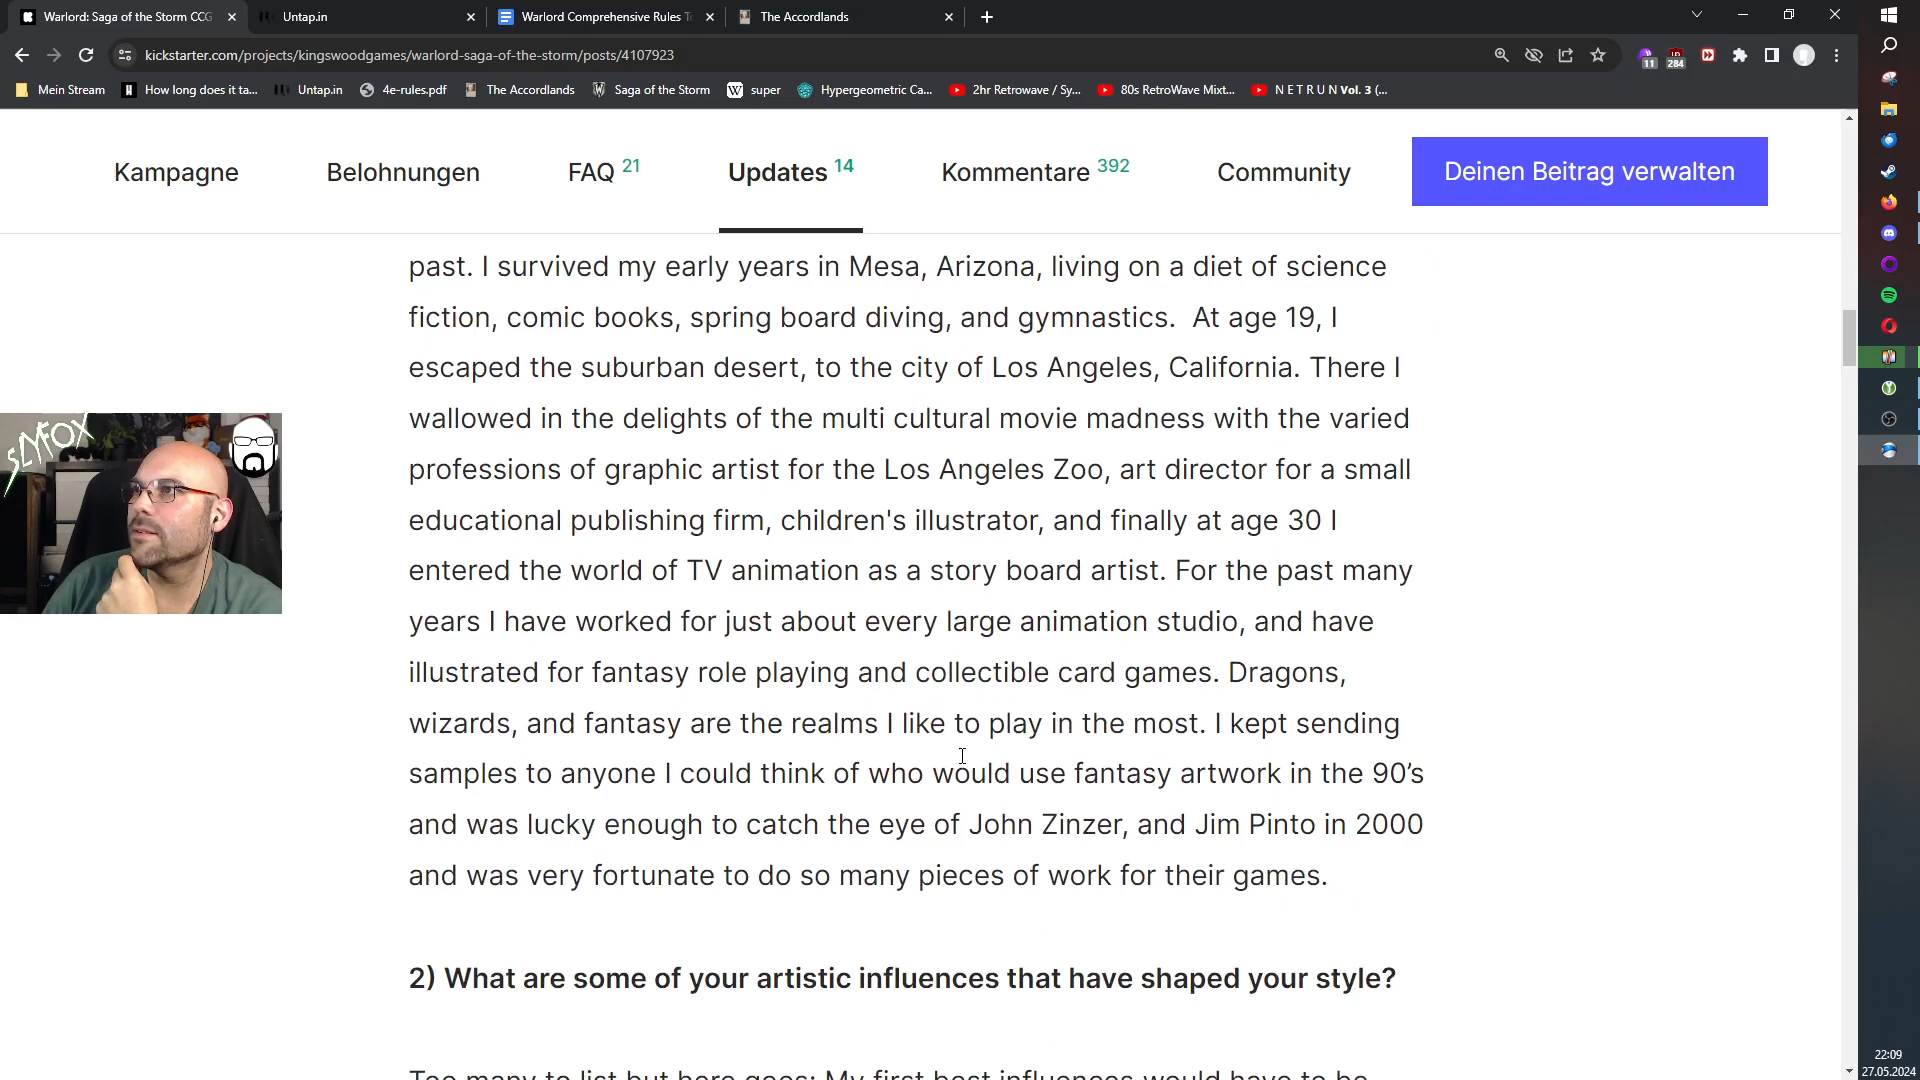 Warlord: Saga of the Storm CCG
Untap.in
Warlord Comprehensive Rules T
The Accordlands
kickstarter.com/projects/kingswoodgames/warlord-saga-of-the-storm/posts/4107923
11
284
Mein Stream
How long does it ta...
Untap.in
4e-rules.pdf
The Accordlands
Saga of the Storm
super
Hypergeometric Ca...
2hr Retrowave / Sy...
80s RetroWave Mixt...
N E T R U N Vol. 3 (...
Kampagne
Belohnungen
FAQ 21
Updates 14
Kommentare 392
Community
Deinen Beitrag verwalten
past. I survived my early years in Mesa, Arizona, living on a diet of science
fiction, comic books, spring board diving, and gymnastics.  At age 19, I
escaped the suburban desert, to the city of Los Angeles, California. There I
wallowed in the delights of the multi cultural movie madness with the varied
professions of graphic artist for the Los Angeles Zoo, art director for a small
educational publishing firm, children's illustrator, and finally at age 30 I
entered the world of TV animation as a story board artist. For the past many
years I have worked for just about every large animation studio, and have
illustrated for fantasy role playing and collectible card games. Dragons,
wizards, and fantasy are the realms I like to play in the most. I kept sending
samples to anyone I could think of who would use fantasy artwork in the 90’s
and was lucky enough to catch the eye of John Zinzer, and Jim Pinto in 2000
and was very fortunate to do so many pieces of work for their games.
2) What are some of your artistic influences that have shaped your style?
Too many to list but here goes: My first best influences would have to be
SLYFOX
22:09
27.05.2024